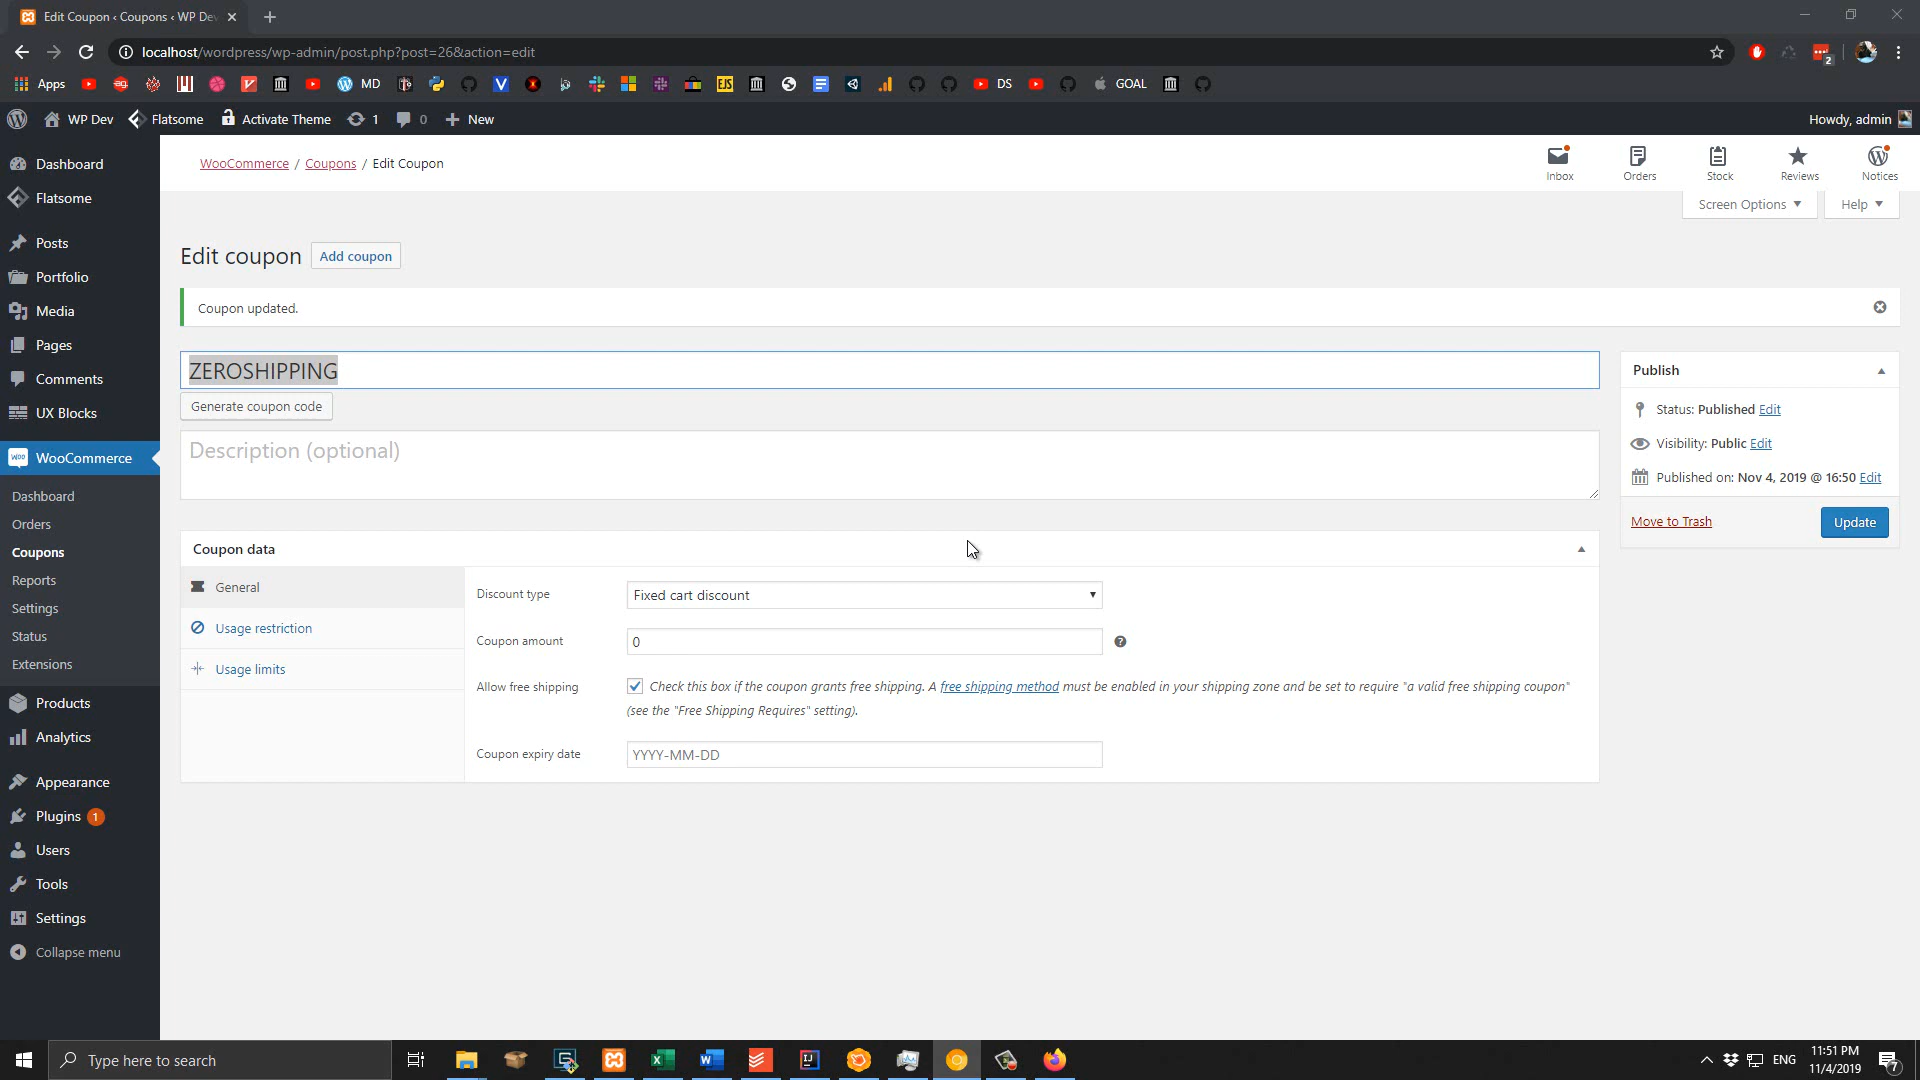 Edit Coupon ‹ Coupons ‹ WP Dev
localhost/wordpress/wp-admin/post.php?post=26&action=edit
2
Apps
MD
EJS
DS
GOAL
WP Dev
Flatsome
Activate Theme
1
0
New
Howdy, admin
Dashboard
Flatsome
Posts
Portfolio
Media
Pages
Comments
UX Blocks
WooCommerce
Dashboard
Orders
Coupons
Reports
Settings
Status
Extensions
Products
Analytics
Appearance
Plugins 1
Users
Tools
Settings
Collapse menu
WooCommerce / Coupons / Edit Coupon
Inbox
Orders
Stock
Reviews
Notices
Screen Options
Help
Edit coupon
Add coupon
Coupon updated.
ZEROSHIPPING
Generate coupon code
Description (optional)
Coupon data
General
Usage restriction
Usage limits
Discount type
Fixed cart discount
Coupon amount
0
Allow free shipping
Check this box if the coupon grants free shipping. A free shipping method must be enabled in your shipping zone and be set to require "a valid free shipping coupon"
(see the "Free Shipping Requires" setting).
Coupon expiry date
YYYY-MM-DD
Publish
Status: Published Edit
Visibility: Public Edit
Published on: Nov 4, 2019 @ 16:50 Edit
Move to Trash
Update
Type here to search
ENG
11:51 PM
11/4/2019
7